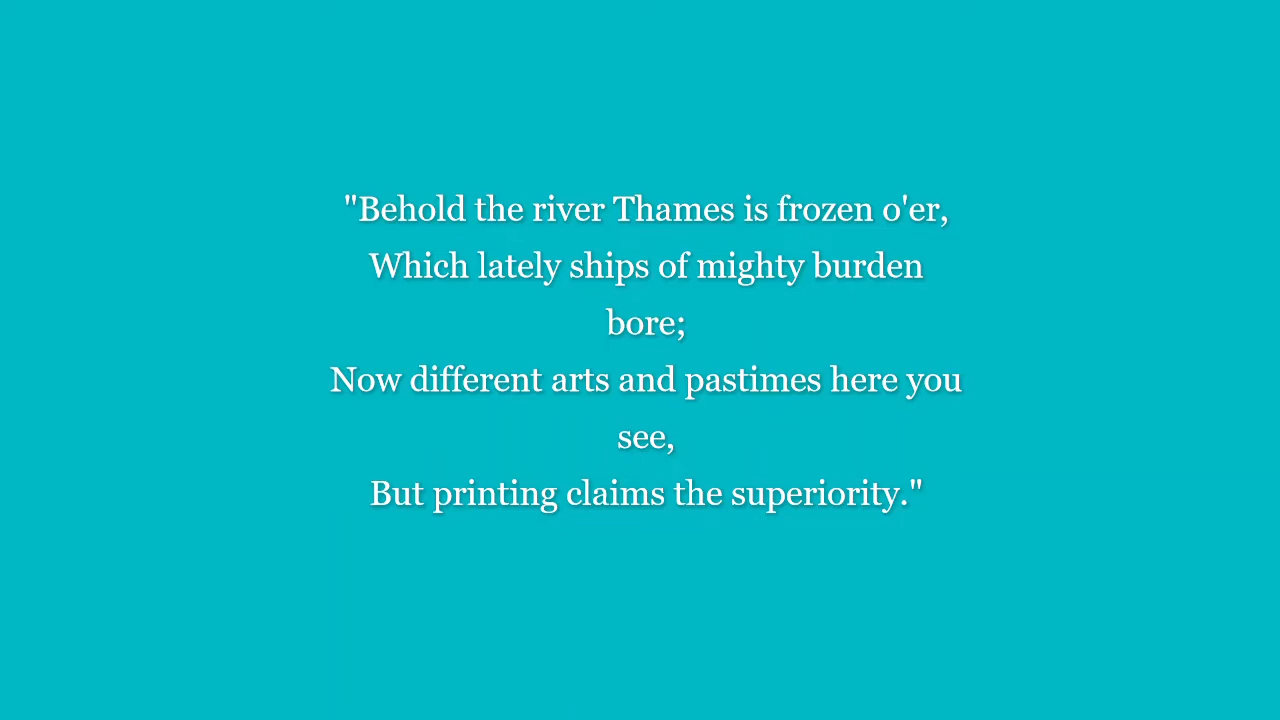 "Behold the river Thames is frozen o'er,
Which lately ships of mighty burden
bore;
Now different arts and pastimes here you
see,
But printing claims the superiority."